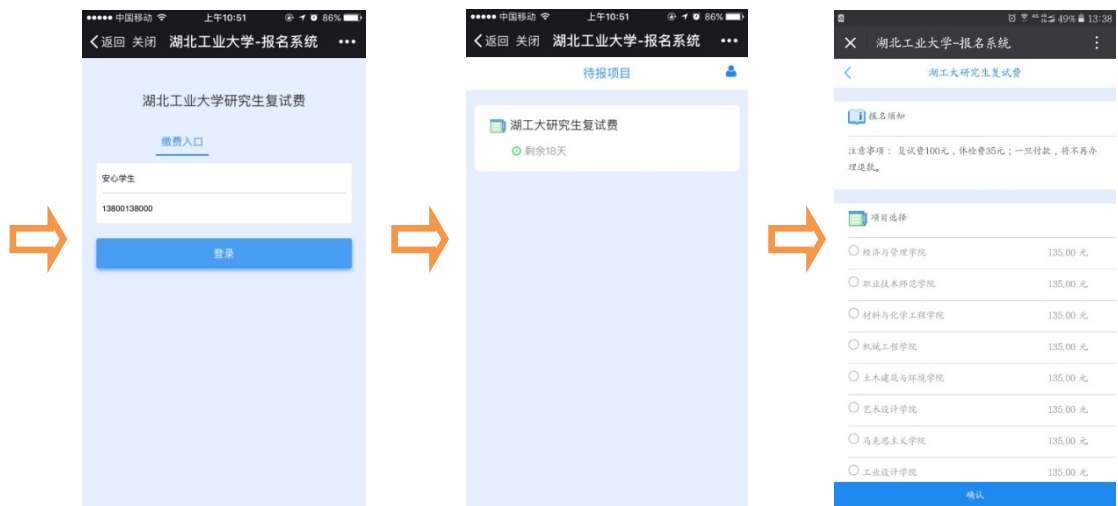 中国移动 上午10:51 86%
返回 关闭 湖北工业大学-报名系统
湖北工业大学研究生复试费
缴费入口
安心学生
13800138000
登录
中国移动 上午10:51 86%
返回 关闭 湖北工业大学-报名系统
待报项目
湖工大研究生复试费
剩余18天
49% 13:38
湖北工业大学-报名系统
湖工大研究生复试费
报名须知
注意事项： 复试费100元，体检费35元；一旦付款，将不再办
理退款。
项目选择
经济与管理学院 135.00 元
职业技术师范学院 135.00 元
材料与化学工程学院 135.00 元
机械工程学院 135.00 元
土木建筑与环境学院 135.00 元
艺术设计学院 135.00 元
马克思主义学院 135.00 元
工业设计学院 135.00 元
确认